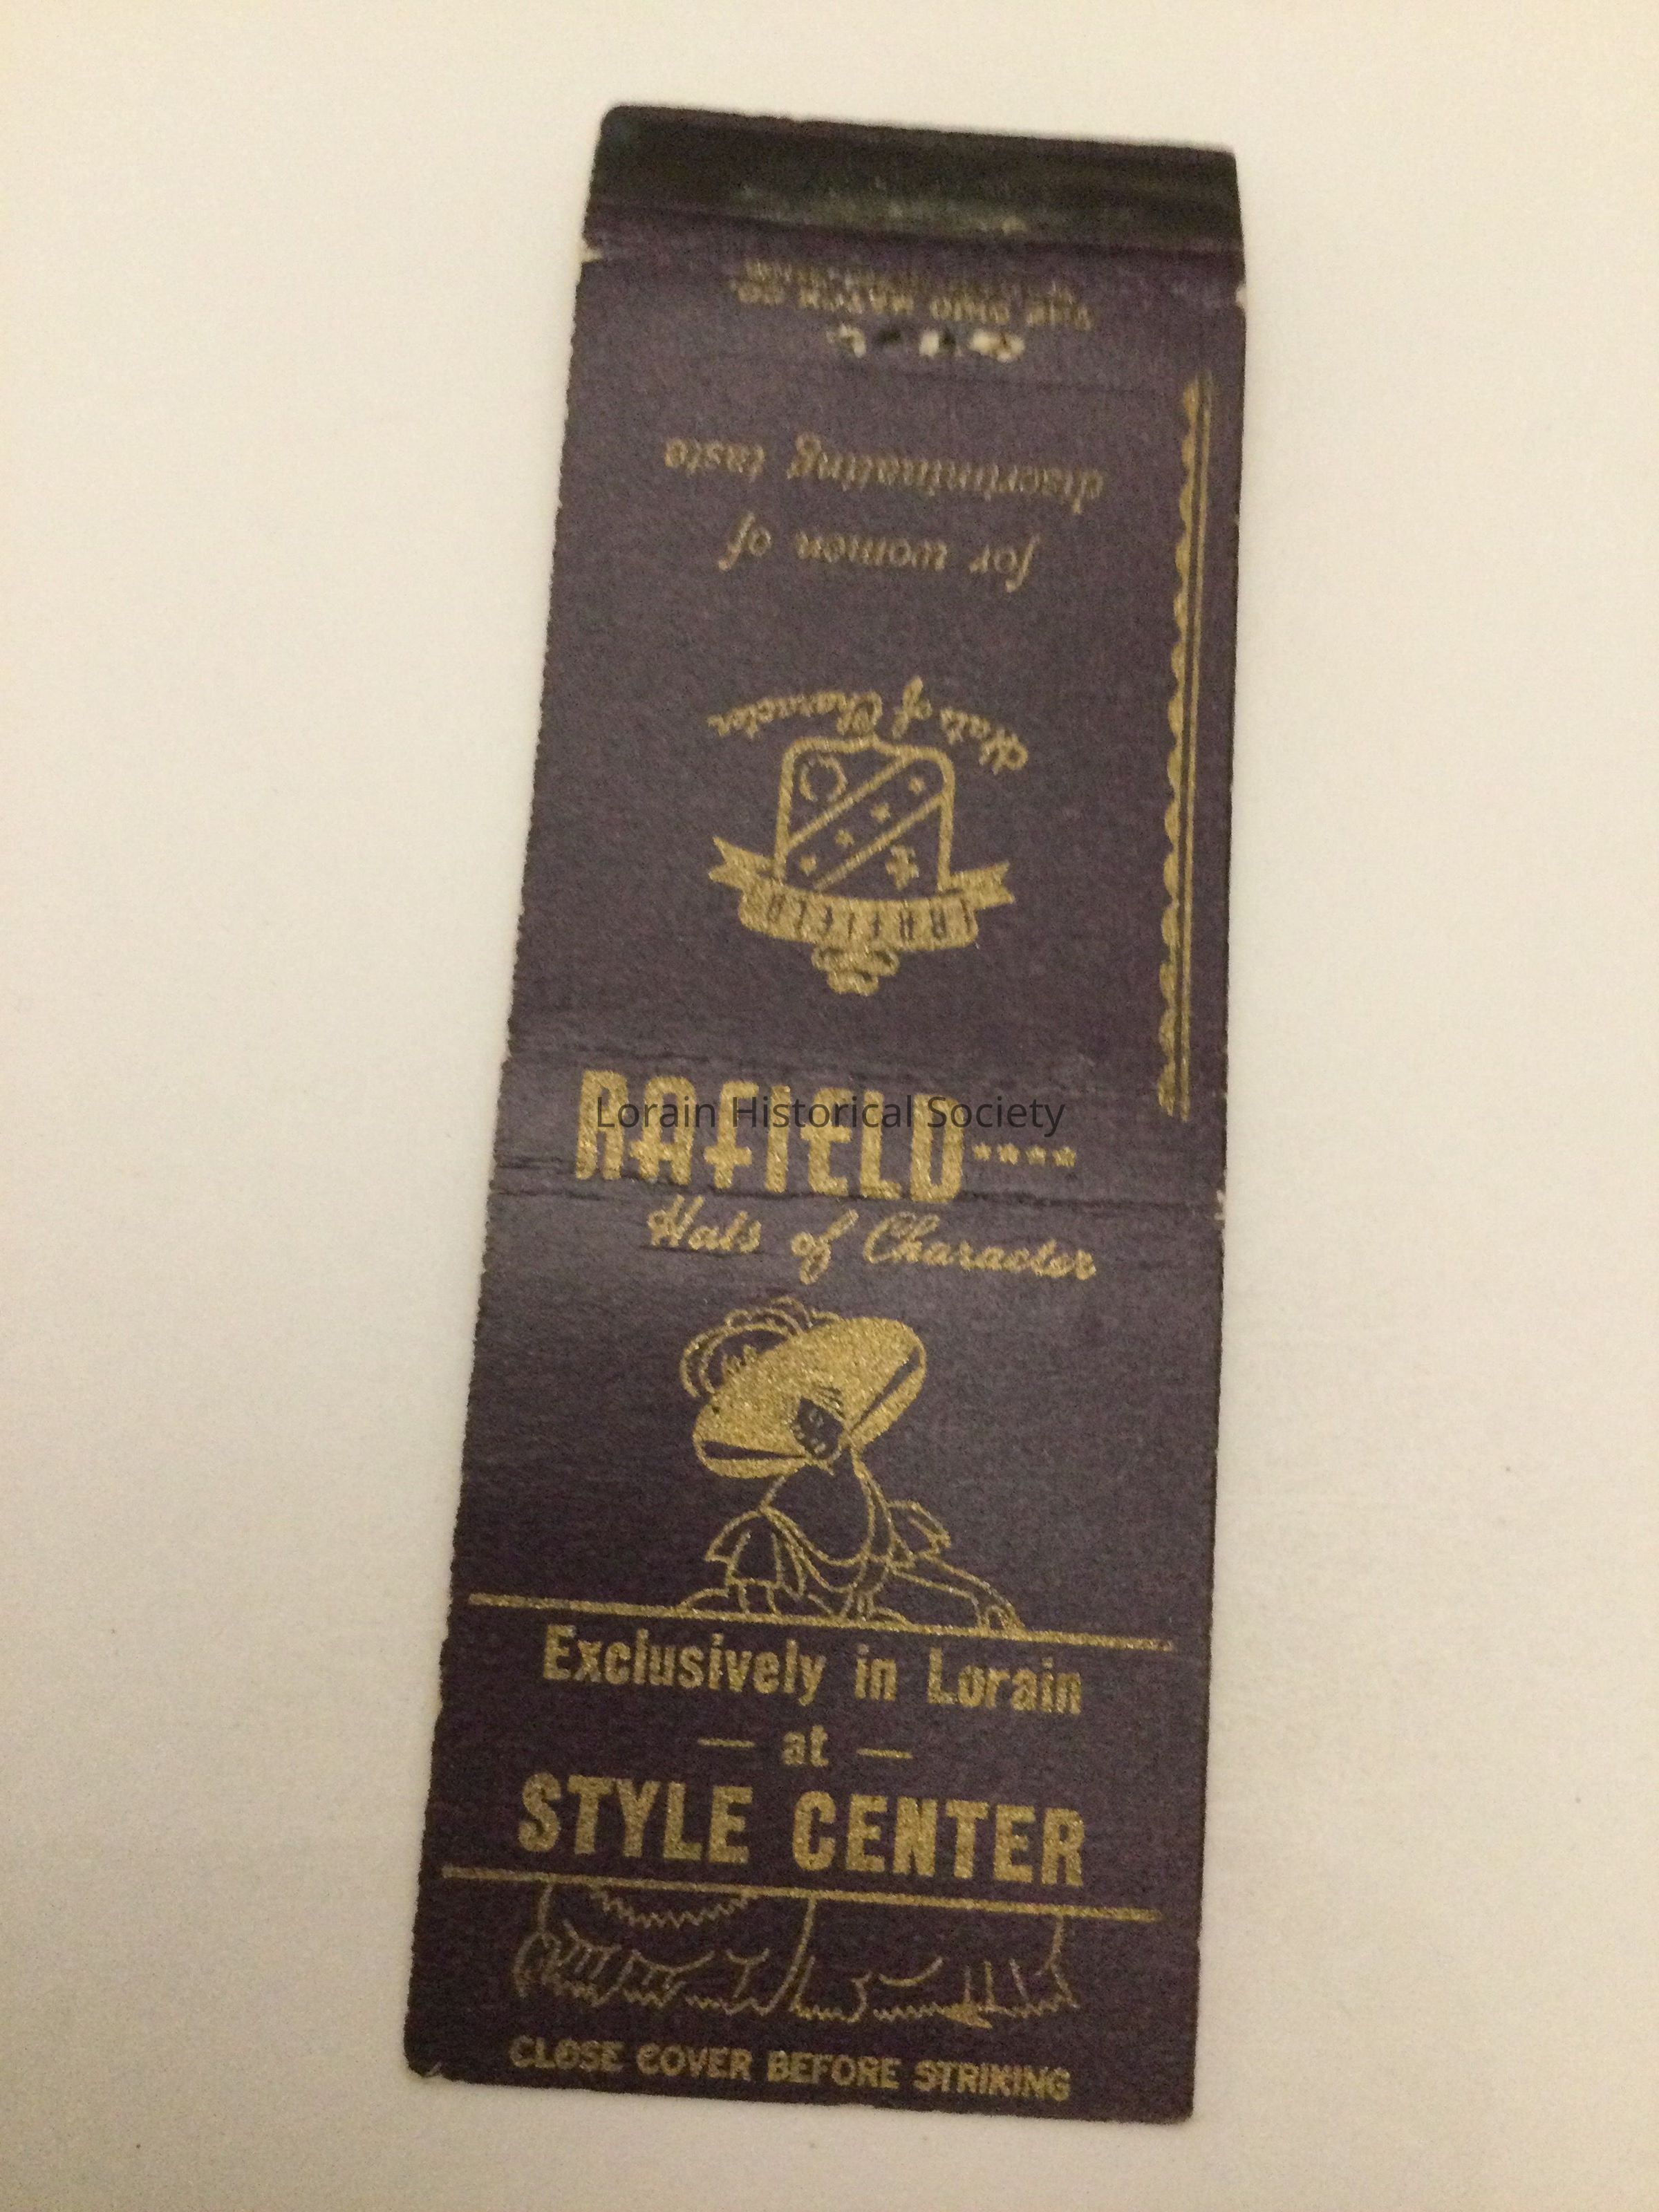 THE OHIO MATCH CO.
for women of
discriminating taste
Hats of Character
RAFIELD
RAFIELD
Hats of Character
Lorain Historical Society
Exclusively in Lorain
— at —
STYLE CENTER
CLOSE COVER BEFORE STRIKING